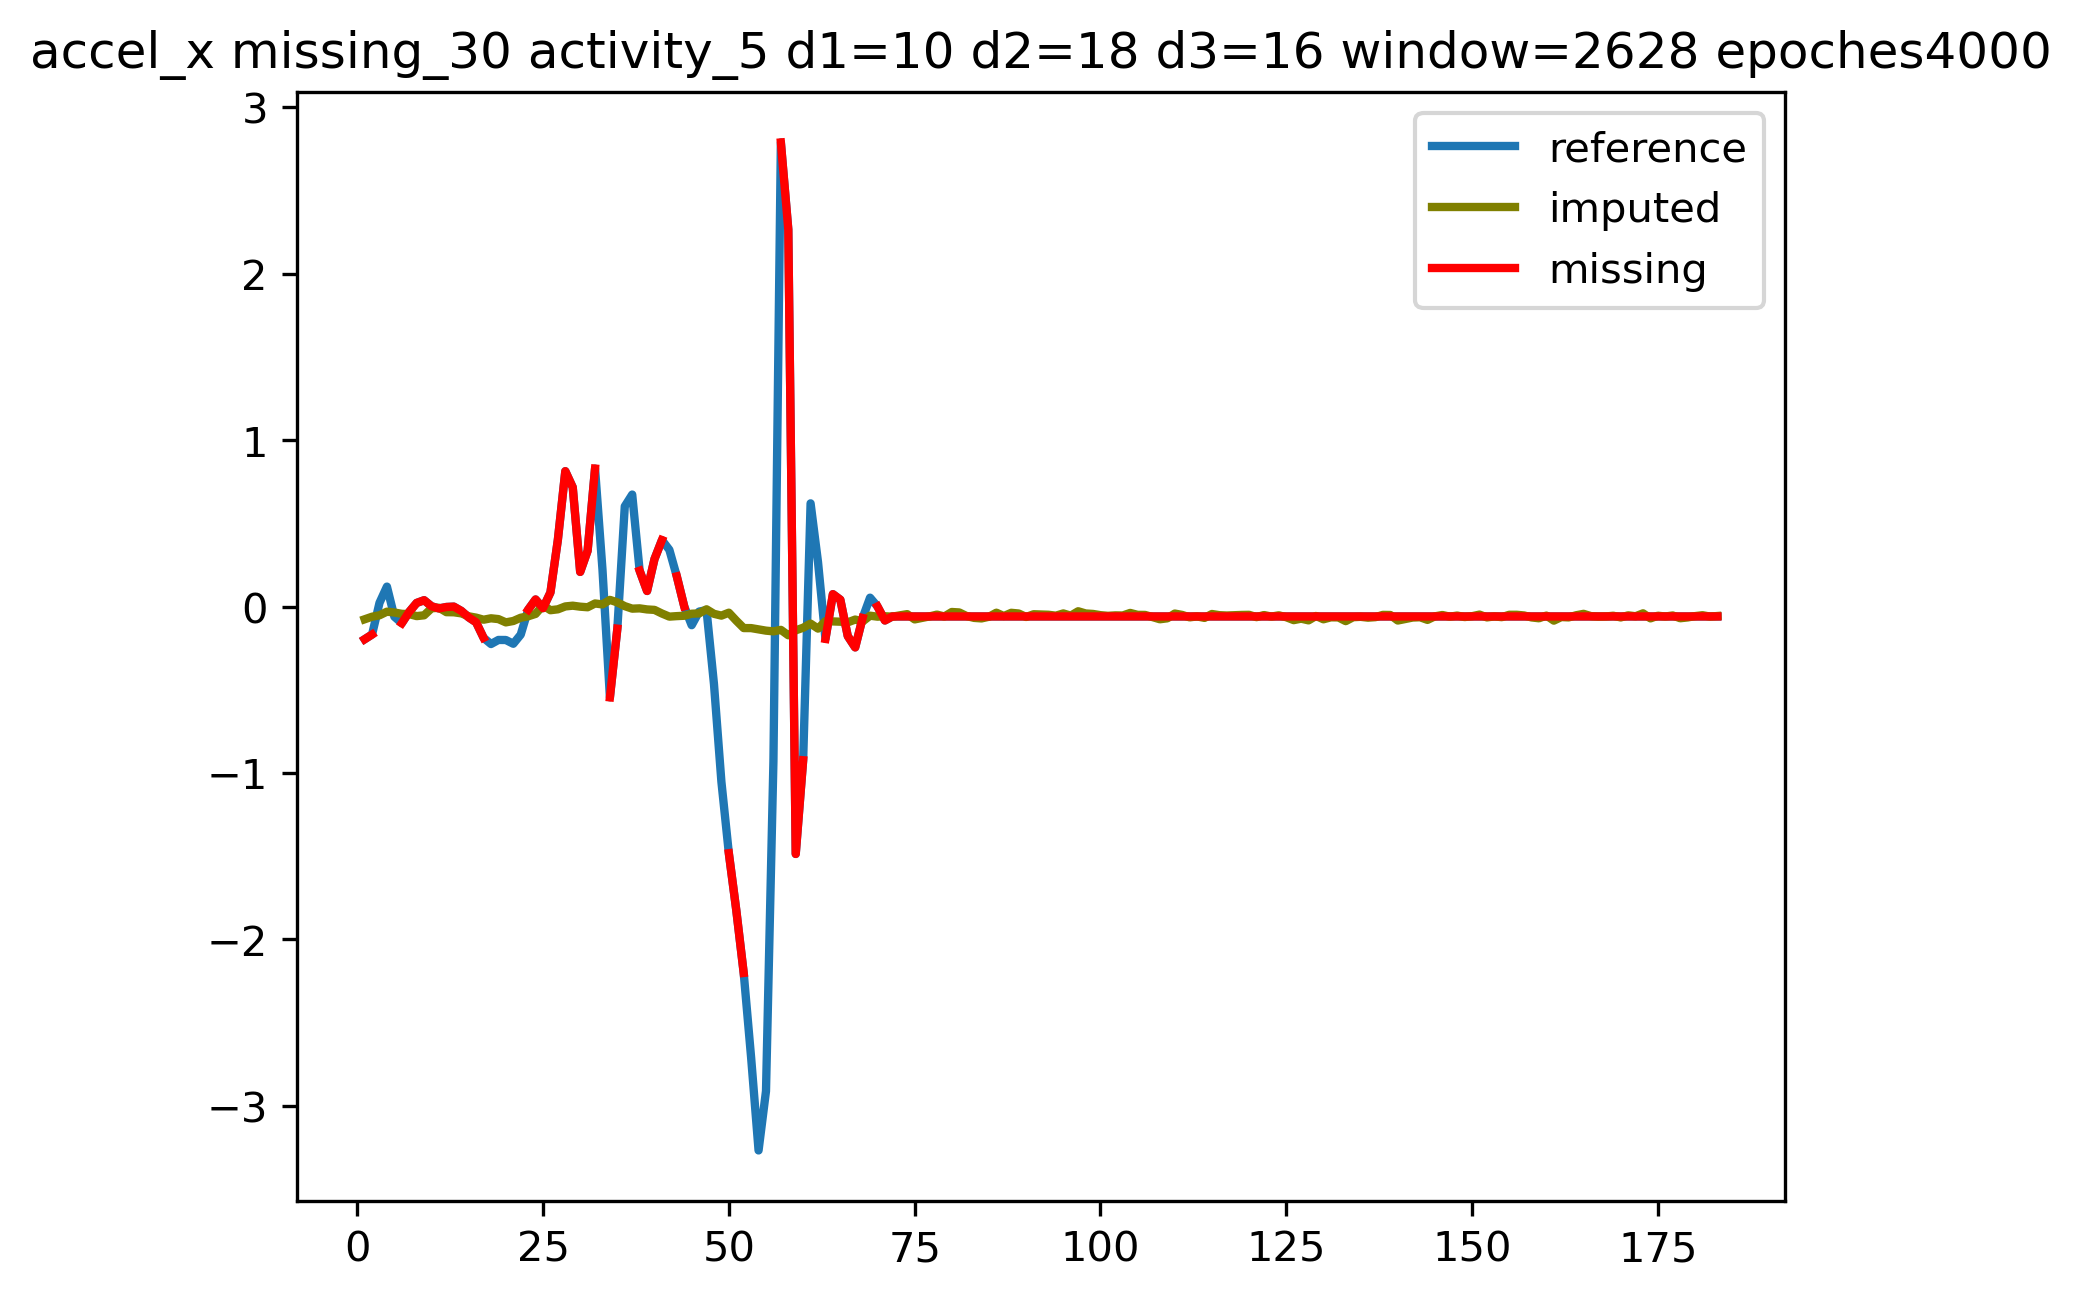 accel_x missing_30 activity_5 d1=10 d2=18 d3=16 window=2628 epoches4000
3
2
1
0
−1
−2
−3
reference
imputed
missing
0 25 50 75 100 125 150 175